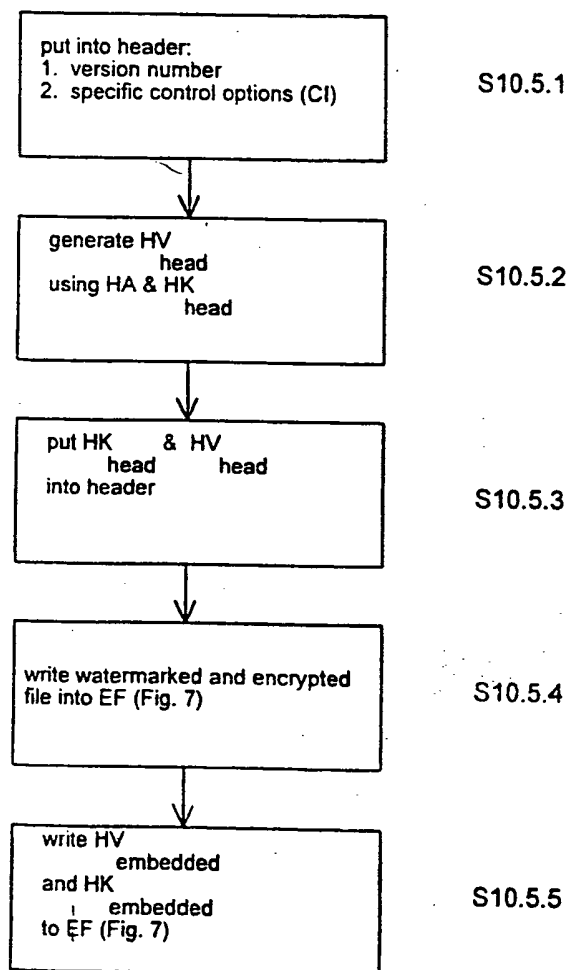 put into header:
1. version number
2. specific control options (CI)
S10.5.1
generate HV
head
using HA & HK
head
S10.5.2
put HK & HV
head head
into header
S10.5.3
write watermarked and encrypted
file into EF (Fig. 7)
S10.5.4
write HV
embedded
and HK
embedded
to EF (Fig. 7)
S10.5.5